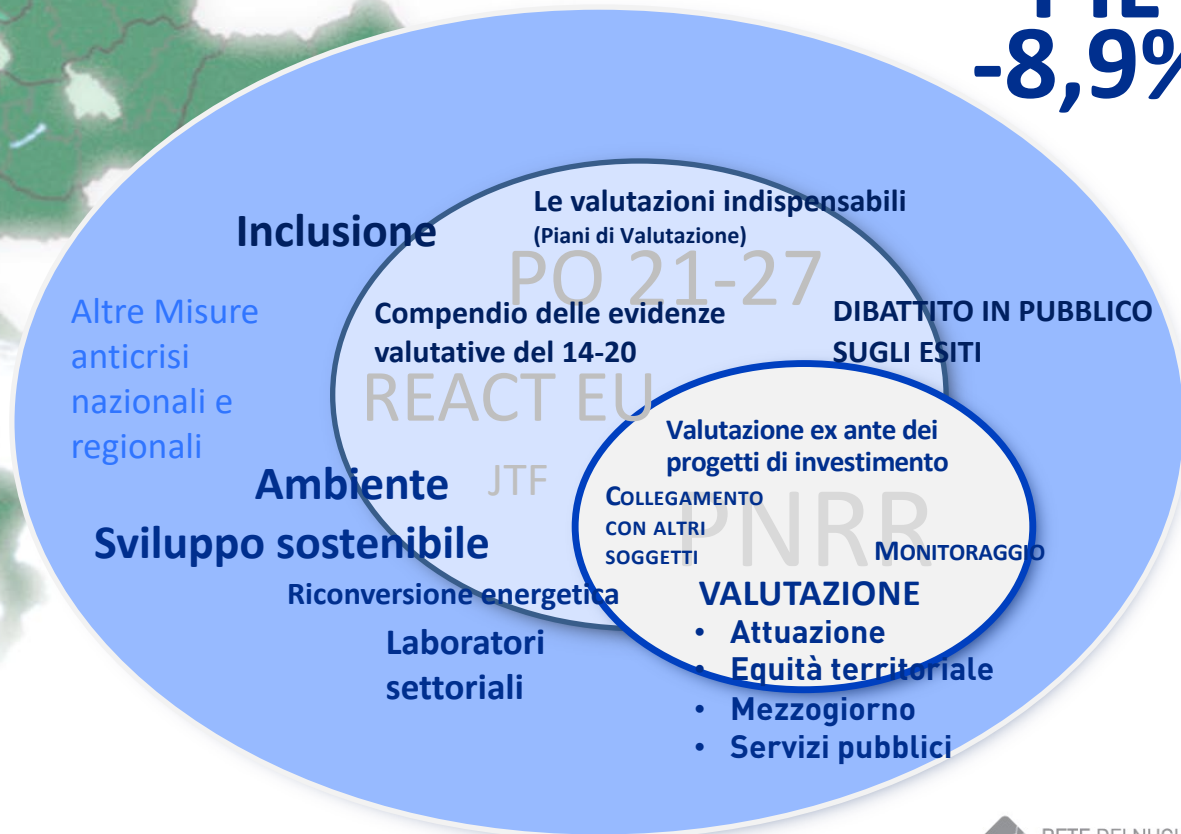 PIL
-8,9%
Inclusione
Le valutazioni indispensabili
(Piani di Valutazione)
PO 21-27
Altre Misure
anticrisi
nazionali e
regionali
Compendio delle evidenze
valutative del 14-20
DIBATTITO IN PUBBLICO
SUGLI ESITI
REACT EU
Valutazione ex ante dei
progetti di investimento
Ambiente
JTF
COLLEGAMENTO
CON ALTRI
SOGGETTI
PNRR
MONITORAGGIO
Sviluppo sostenibile
Riconversione energetica
VALUTAZIONE
• Attuazione
• Equità territoriale
• Mezzogiorno
• Servizi pubblici
Laboratori
settoriali